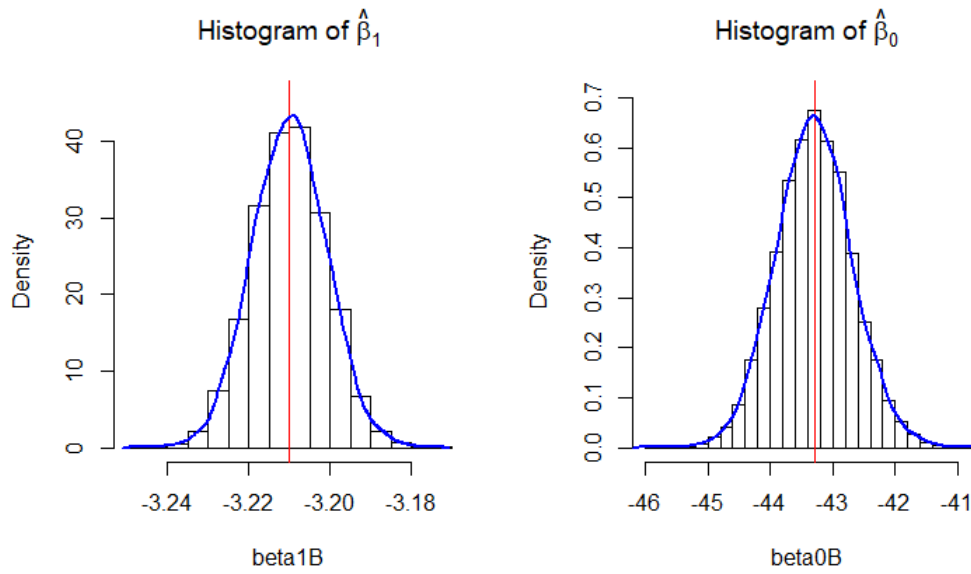 Histogram of β̂₁
Density
0 10 20 30 40
-3.24 -3.22 -3.20 -3.18
beta1B
Histogram of β̂₀
Density
0.0 0.1 0.2 0.3 0.4 0.5 0.6 0.7
-46 -45 -44 -43 -42 -41
beta0B